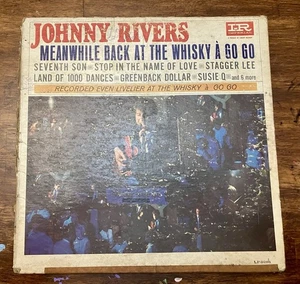 JOHNNY RIVERS
IR
MEANWHILE BACK AT THE WHISKY À GO GO
SEVENTH SON - STOP IN THE NAME OF LOVE - STAGGER LEE
LAND OF 1000 DANCES - GREENBACK DOLLAR - SUSIE Q and 6 more
RECORDED EVEN LIVELIER AT THE WHISKY à GO GO